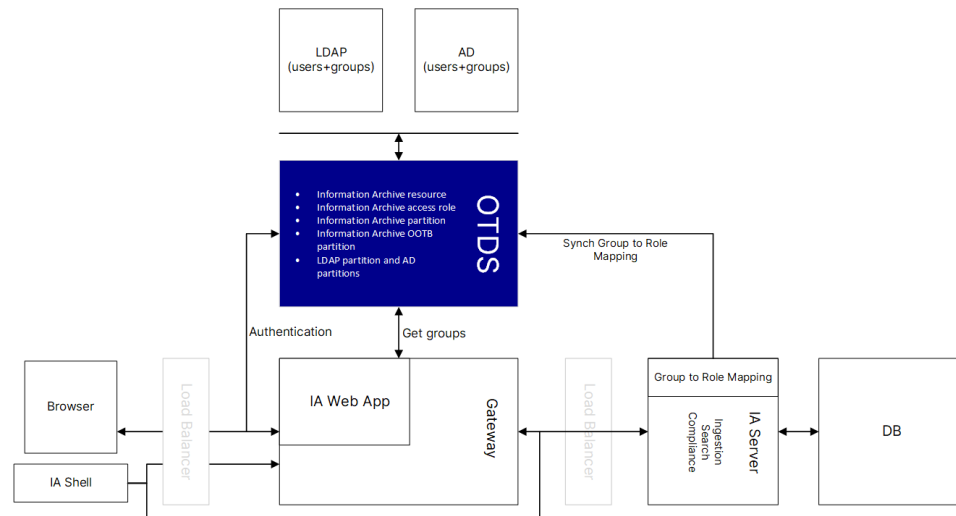 LDAP
(users+groups)
AD
(users+groups)
• Information Archive resource
• Information Archive access role
• Information Archive partition
• Information Archive OOTB
partition
• LDAP partition and AD
partitions
OTDS
Synch Group to Role
Mapping
Authentication
Get groups
Browser
Load Balancer
IA Web App
Gateway
Load Balancer
Group to Role Mapping
IA Server
Ingestion
Search
Compliance
DB
IA Shell